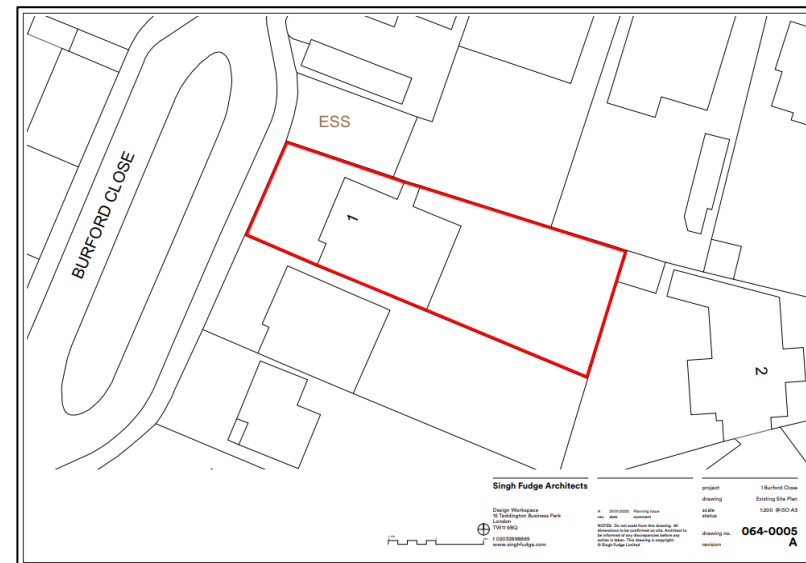 ESS
BURFORD CLOSE
1
2
Singh Fudge Architects
Design Workspace
15 Teddington Business Park
London
TW11 9BQ
www.singhfudge.com
A
Planning Issue
rev
date
comment
NOTES: Do not scale from this drawing. All
dimensions to be confirmed on site. Architect to
be informed of any discrepancies before any
action is taken. This drawing is copyright
© Singh Fudge Limited
project
1 Burford Close
drawing
Existing Site Plan
scale
1:200 @ISO A3
status
drawing no.
064-0005
revision
A